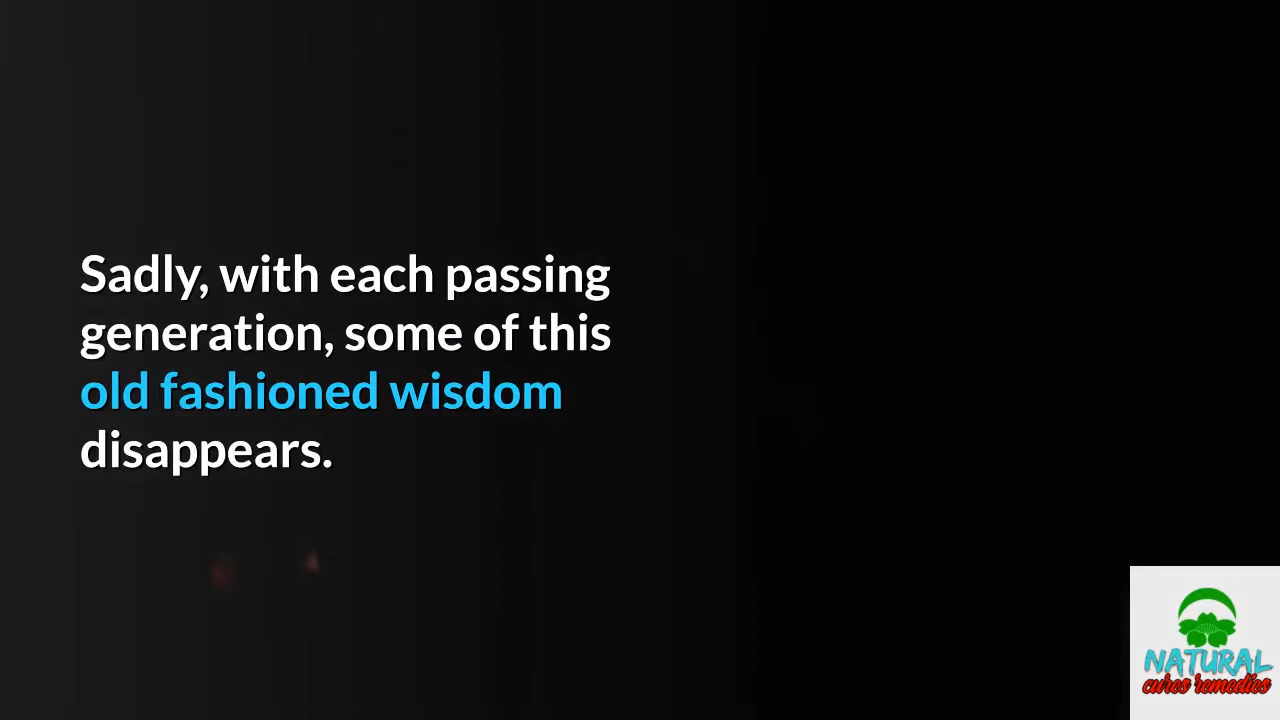 Sadly, with each passing
generation, some of this
old fashioned wisdom
disappears.
NATURAL
cures remedies